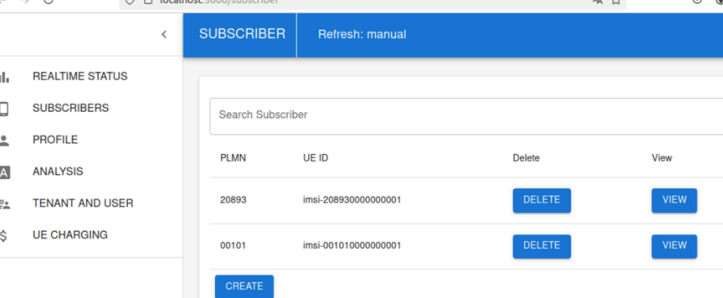 localhost:5000/subscriber
SUBSCRIBER
Refresh: manual
REALTIME STATUS
SUBSCRIBERS
PROFILE
ANALYSIS
TENANT AND USER
UE CHARGING
Search Subscriber
PLMN UE ID Delete View
20893 imsi-208930000000001 DELETE VIEW
00101 imsi-001010000000001 DELETE VIEW
CREATE